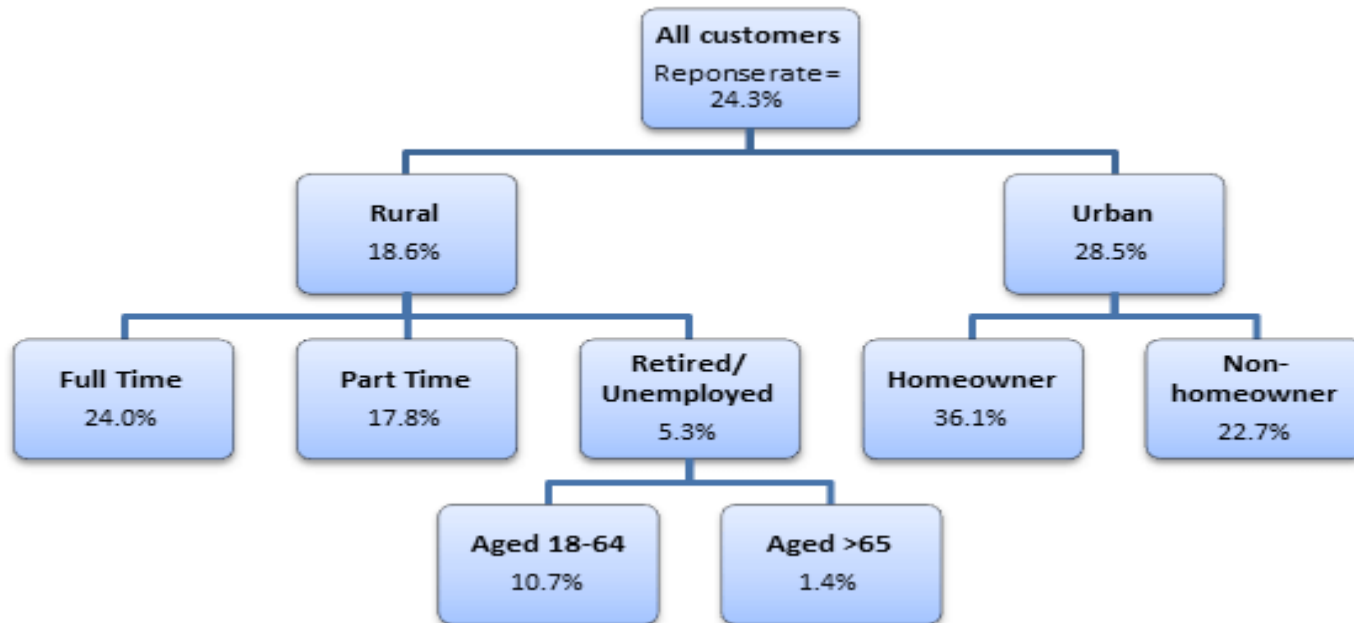 All customers
Reponserate=
24.3%
Rural
18.6%
Urban
28.5%
Full Time
24.0%
Part Time
17.8%
Retired/
Unemployed
5.3%
Homeowner
36.1%
Non-
homeowner
22.7%
Aged 18-64
10.7%
Aged >65
1.4%